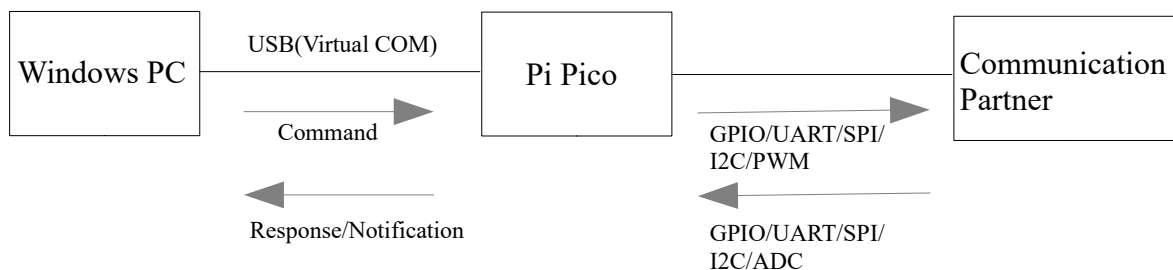 USB(Virtual COM)
Windows PC
Pi Pico
Communication
Partner
Command
GPIO/UART/SPI/
I2C/PWM
Response/Notification
GPIO/UART/SPI/
I2C/ADC